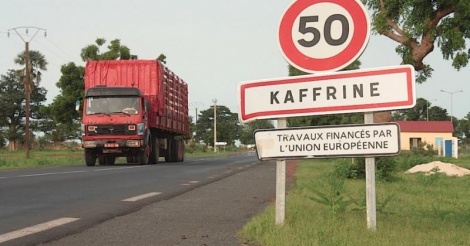 50
KAFFRINE
TRAVAUX FINANCÉS PAR
L'UNION EUROPÉENNE